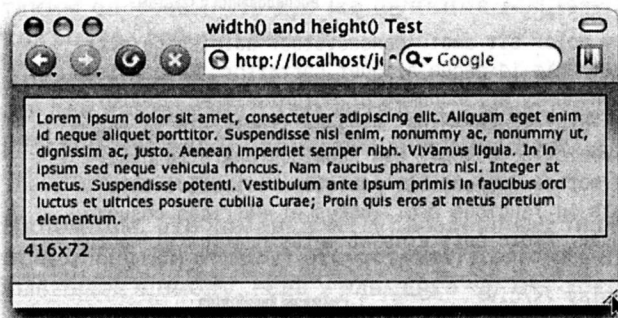 width() and height() Test
http://localhost/j
Google
Lorem ipsum dolor sit amet, consectetuer adipiscing elit. Aliquam eget enim
id neque aliquet porttitor. Suspendisse nisl enim, nonummy ac, nonummy ut,
dignissim ac, justo. Aenean imperdiet semper nibh. Vivamus ligula. In in
ipsum sed neque vehicula rhoncus. Nam faucibus pharetra nisi. Integer at
metus. Suspendisse potenti. Vestibulum ante ipsum primis in faucibus orci
luctus et ultrices posuere cubilia Curae; Proin quis eros at metus pretium
elementum.
416x72